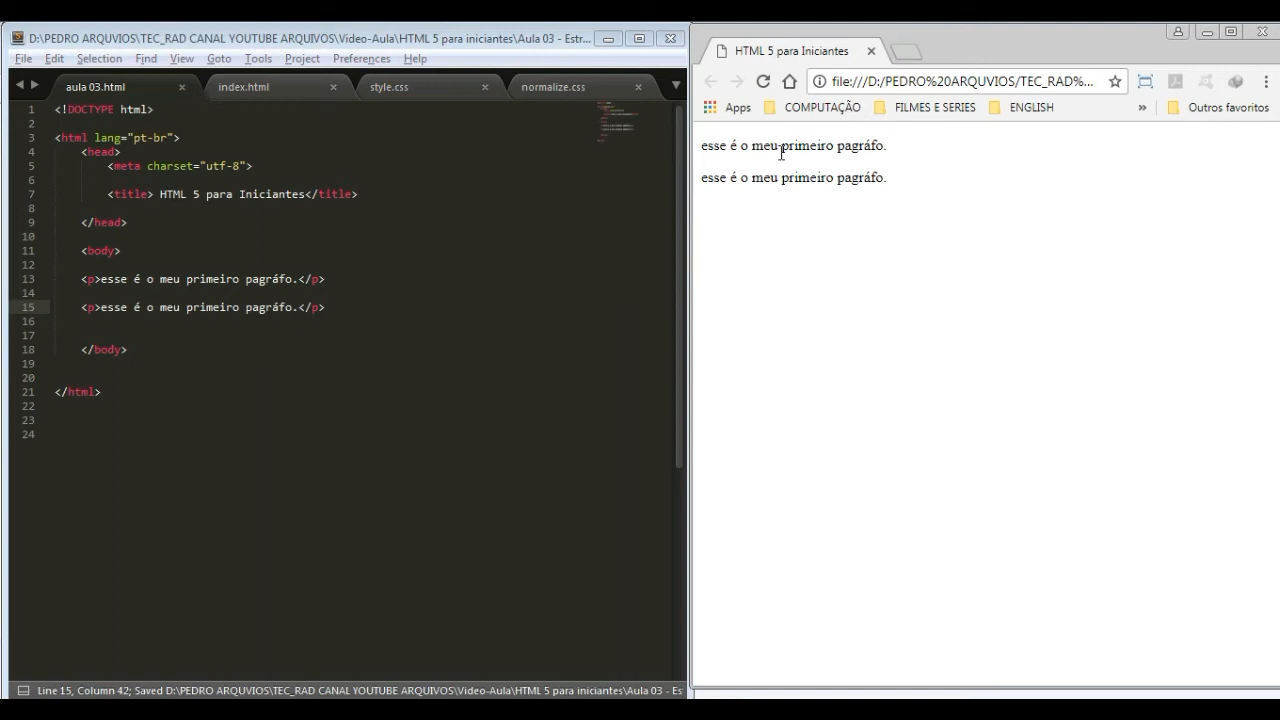 D:\PEDRO ARQUVIOS\TEC_RAD CANAL YOUTUBE ARQUIVOS\Video-Aula\HTML 5 para iniciantes\Aula 03 - Estr...
File Edit Selection Find View Goto Tools Project Preferences Help
aula 03.html index.html style.css normalize.css
1 <!DOCTYPE html>
2
3 <html lang="pt-br">
4 <head>
5 <meta charset="utf-8">
6
7 <title> HTML 5 para Iniciantes</title>
8
9 </head>
10
11 <body>
12
13 <p>esse é o meu primeiro pagráfo.</p>
14
15 <p>esse é o meu primeiro pagráfo.</p>
16
17
18 </body>
19
20
21 </html>
22
23
24
Line 15, Column 42; Saved D:\PEDRO ARQUVIOS\TEC_RAD CANAL YOUTUBE ARQUIVOS\Video-Aula\HTML 5 para iniciantes\Aula 03 - Es
HTML 5 para Iniciantes
file:///D:/PEDRO%20ARQUVIOS/TEC_RAD%...
Apps COMPUTAÇÃO FILMES E SERIES ENGLISH » Outros favoritos
esse é o meu primeiro pagráfo.
esse é o meu primeiro pagráfo.